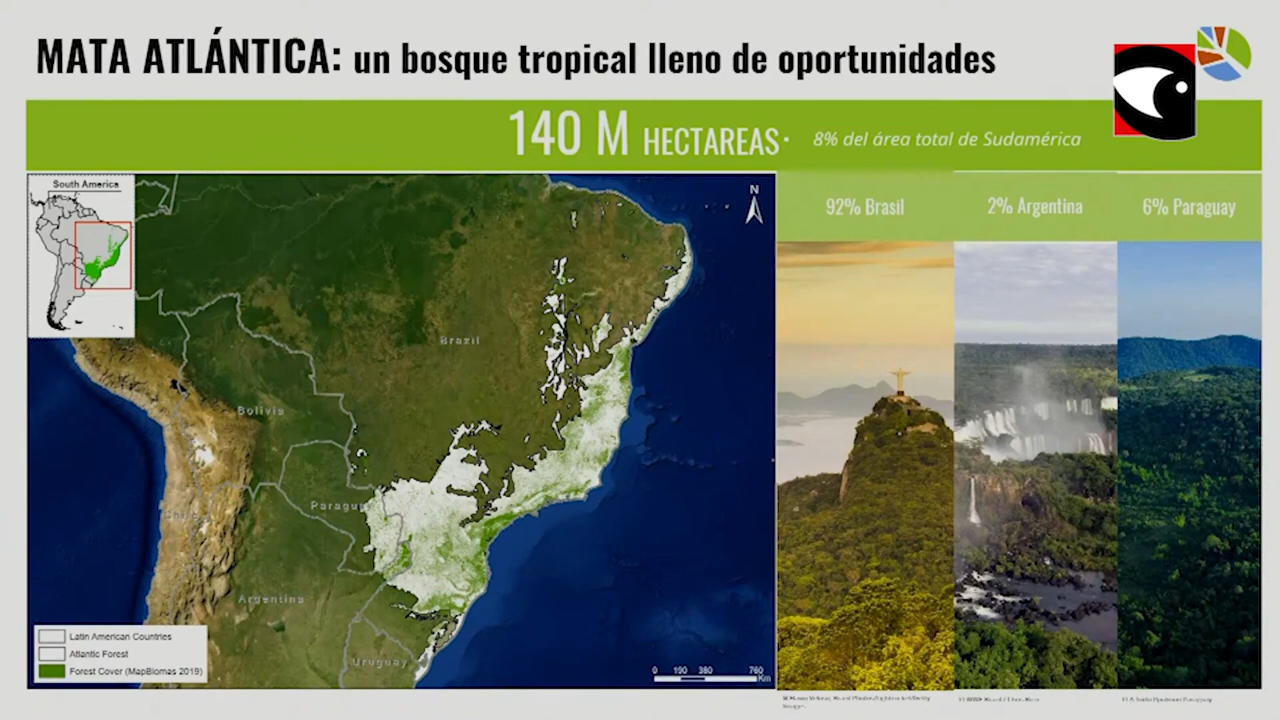 MATA ATLÁNTICA: un bosque tropical lleno de oportunidades
140 M HECTAREAS· 8% del área total de Sudamérica
South America
N
92% Brasil
2% Argentina
6% Paraguay
Brazil
Bolivia
Argentina
Uruguay
Latin American Countries
Atlantic Forest
Forest Cover (MapBiomas 2019)
0 190 380 760
Km